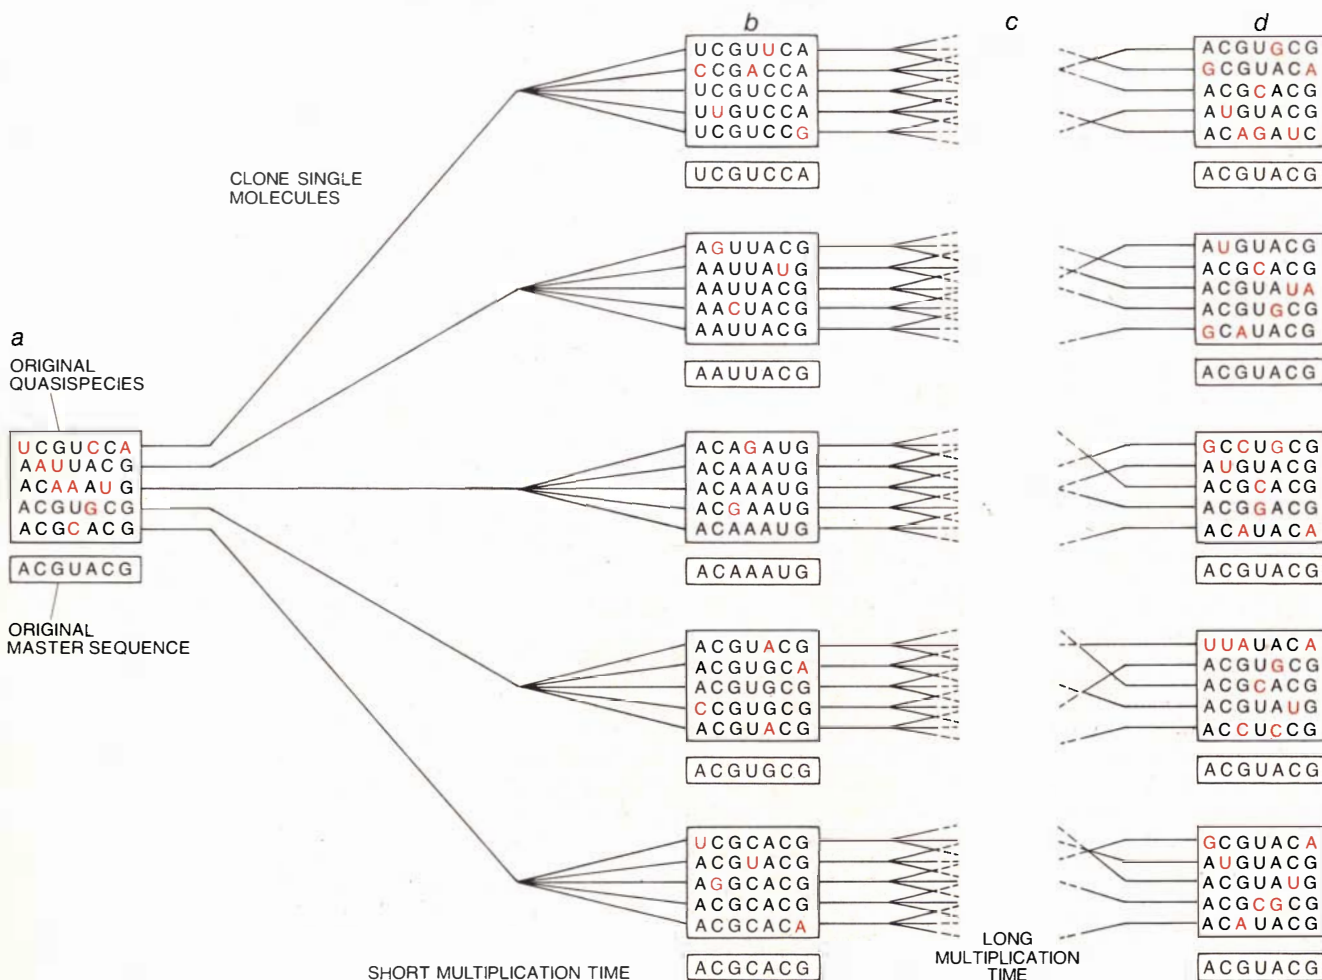 b
c
d
UCGUUCA
CCGACCA
UCGUCCA
UUGUCCA
UCGUCCG
UCGUCCA
ACGUGCG
GCGUACA
ACGCACG
AUGUACG
ACAGAUC
ACGUACG
CLONE SINGLE
MOLECULES
AGUUACG
AAUUAUG
AAUUACG
AACUACG
AAUUACG
AAUUACG
AUGUACG
ACGCACG
ACGUAUA
ACGUGCG
GCAUACG
ACGUACG
a
ORIGINAL
QUASISPECIES
UCGUCCA
AAUUACG
ACAAAUG
ACGUGCG
ACGCACG
ACGUACG
ORIGINAL
MASTER SEQUENCE
ACAGAUG
ACAAAUG
ACAAAUG
ACGAAUG
ACAAAUG
ACAAAUG
GCCUGCG
AUGUACG
ACGCACG
ACGGACG
ACAUACA
ACGUACG
ACGUACG
ACGUGCA
ACGUGCG
CCGUGCG
ACGUACG
ACGUGCG
UUAUACA
ACGUGCG
ACGCACG
ACGUAUG
ACCUCCG
ACGUACG
UCGCACG
ACGUACG
AGGCACG
ACGCACG
ACGCACA
ACGCACG
GCGUACA
AUGUACG
ACGUAUG
ACGCGCG
ACAUACG
ACGUACG
SHORT MULTIPLICATION TIME
LONG
MULTIPLICATION
TIME